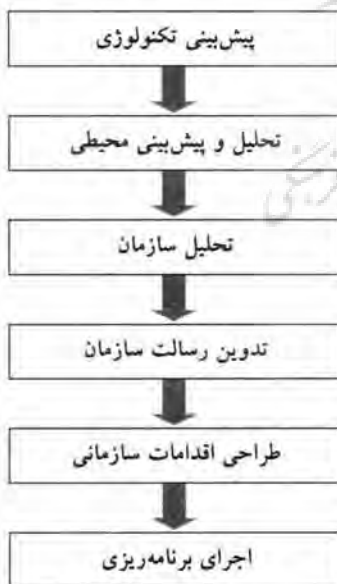 پیش‌بینی تکنولوژی
تحلیل و پیش‌بینی محیطی
تحلیل سازمان
تدوین رسالت سازمان
طراحی اقدامات سازمانی
اجرای برنامه‌ریزی